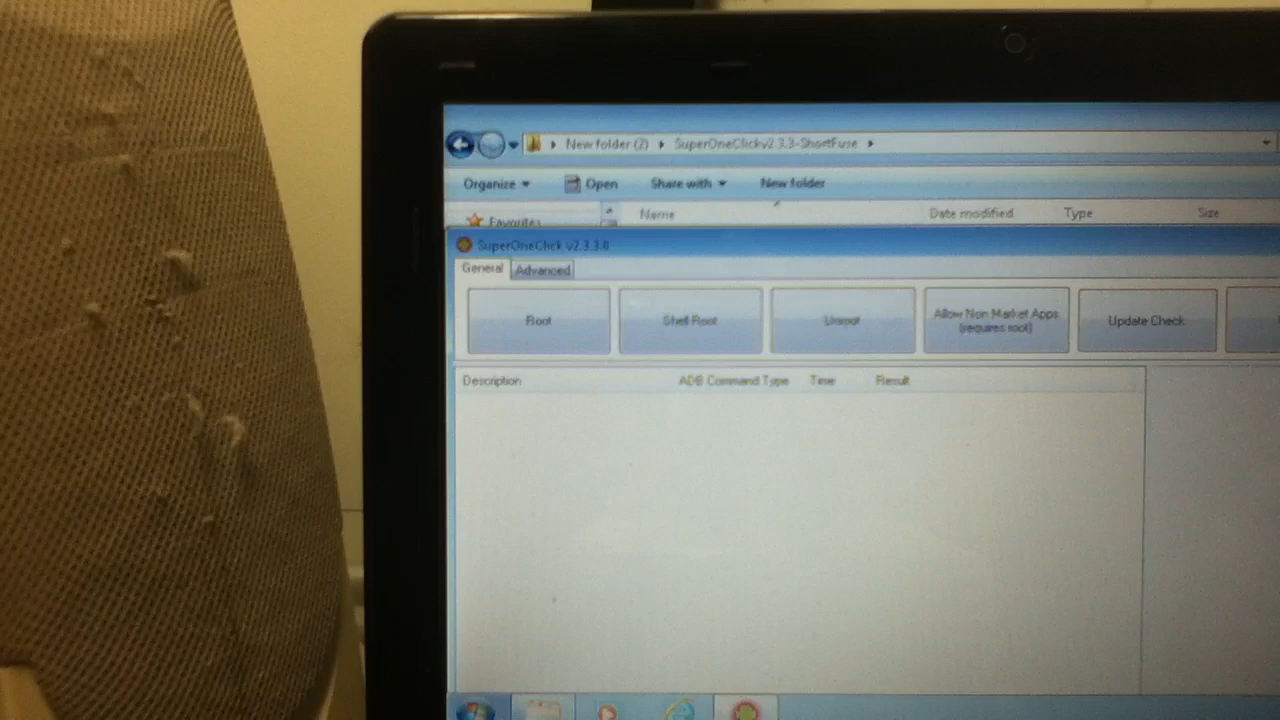 New folder (2) SuperOneClickv2.3.3-ShortFuse
Organize Open Share with New folder
Favorites Name Date modified Type Size
SuperOneClick v2.3.3.0
General Advanced
Root Shell Root Unroot Allow Non Market Apps (requires root) Update Check
Description ADB Command Type Time Result